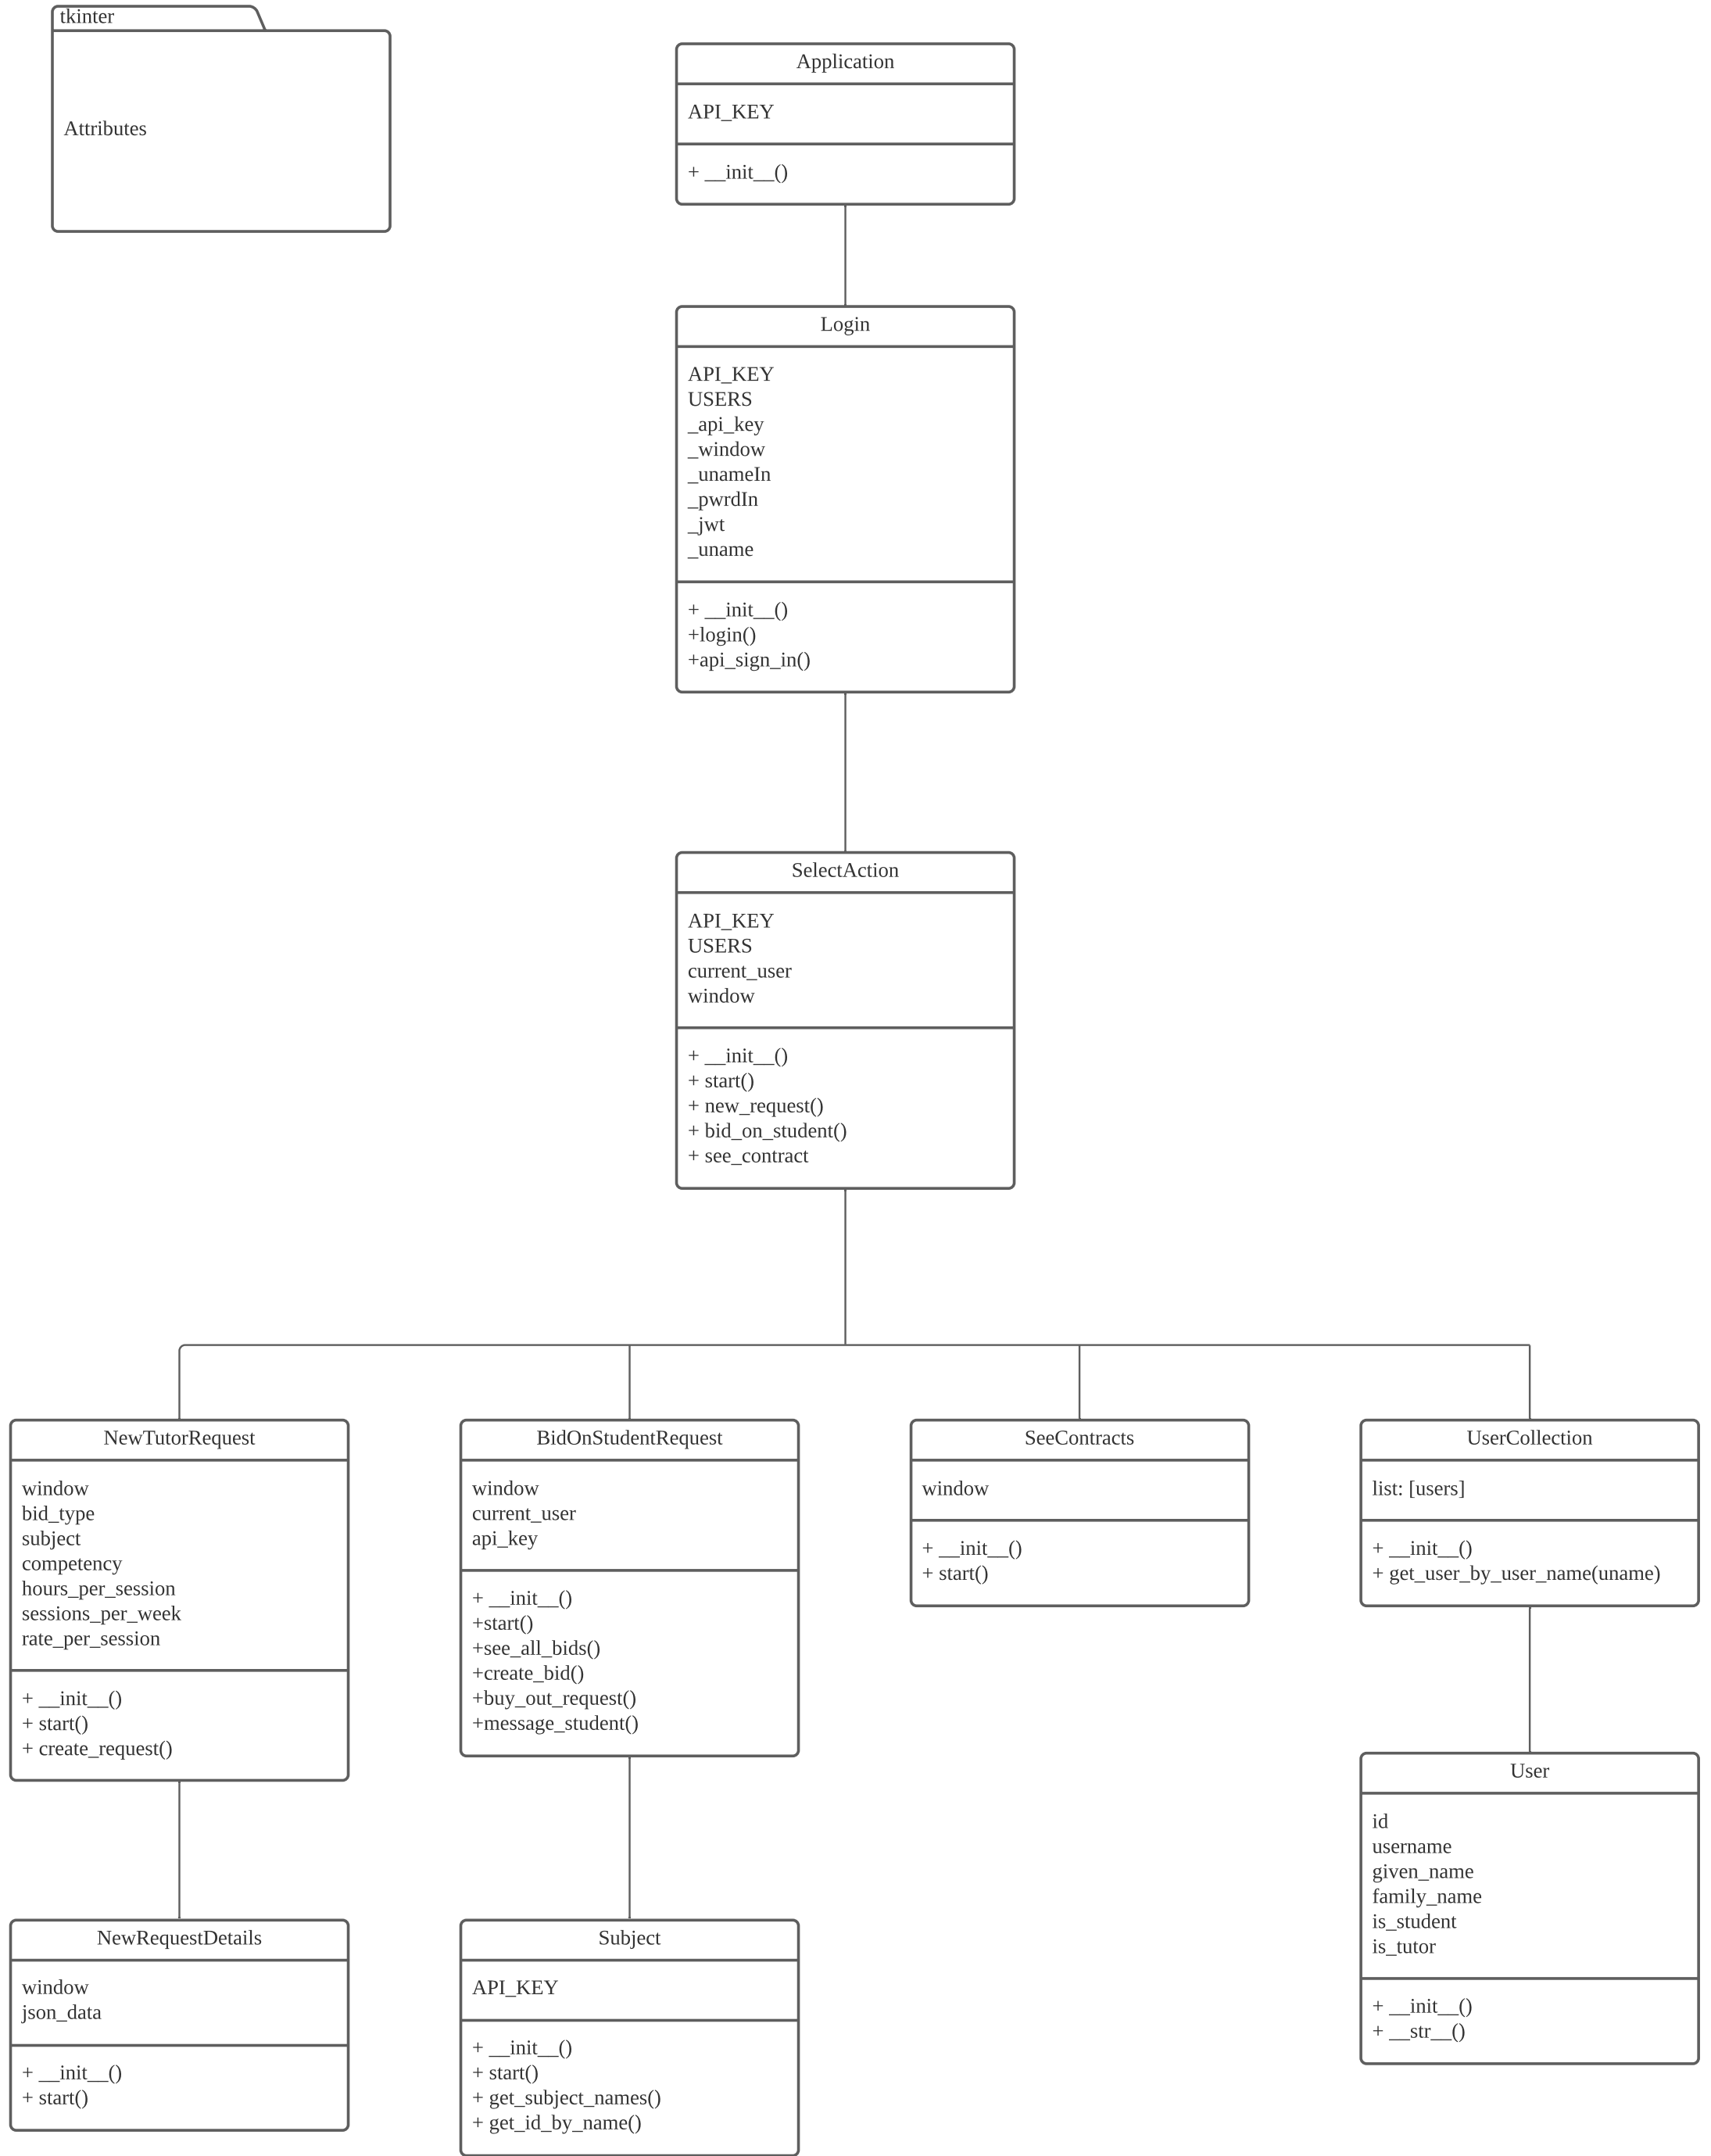 tkinter
Attributes
Application
API_KEY
+ __init__()
Login
API_KEY
USERS
_api_key
_window
_unameIn
_pwrdIn
_jwt
_uname
+ __init__()
+login()
+api_sign_in()
SelectAction
API_KEY
USERS
current_user
window
+ __init__()
+ start()
+ new_request()
+ bid_on_student()
+ see_contract
NewTutorRequest
window
bid_type
subject
competency
hours_per_session
sessions_per_week
rate_per_session
+ __init__()
+ start()
+ create_request()
BidOnStudentRequest
window
current_user
api_key
+ __init__()
+start()
+see_all_bids()
+create_bid()
+buy_out_request()
+message_student()
SeeContracts
window
+ __init__()
+ start()
UserCollection
list: [users]
+ __init__()
+ get_user_by_user_name(uname)
NewRequestDetails
window
json_data
+ __init__()
+ start()
Subject
API_KEY
+ __init__()
+ start()
+ get_subject_names()
+ get_id_by_name()
User
id
username
given_name
family_name
is_student
is_tutor
+ __init__()
+ __str__()